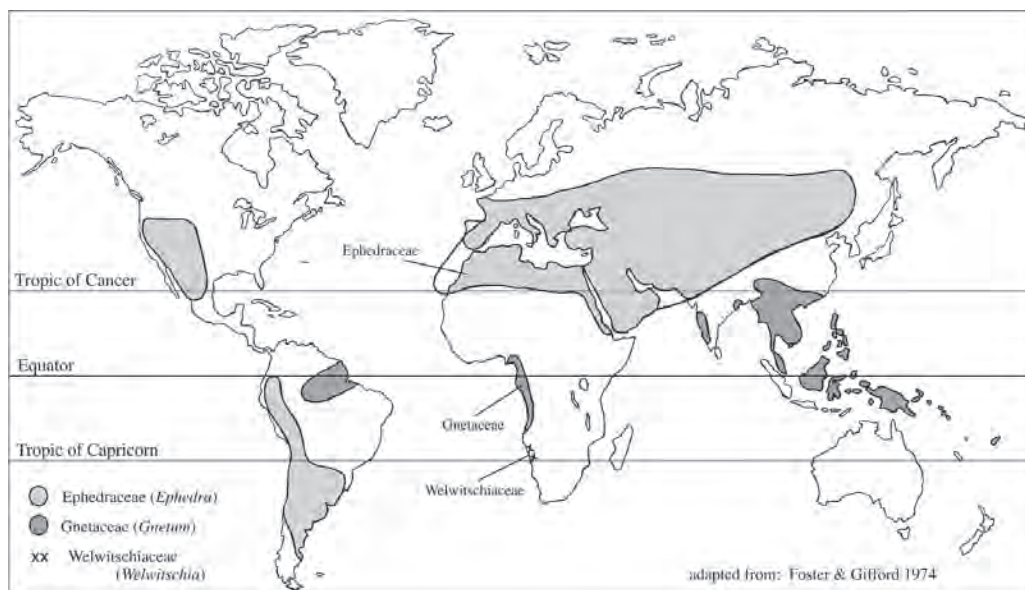 Ephedraceae
Tropic of Cancer
Equator
Gnetaceae
Tropic of Capricorn
Welwitschiaceae
Ephedraceae (Ephedra)
Gnetaceae (Gnetum)
xx Welwitschiaceae
(Welwitschia)
adapted from: Foster & Gifford 1974